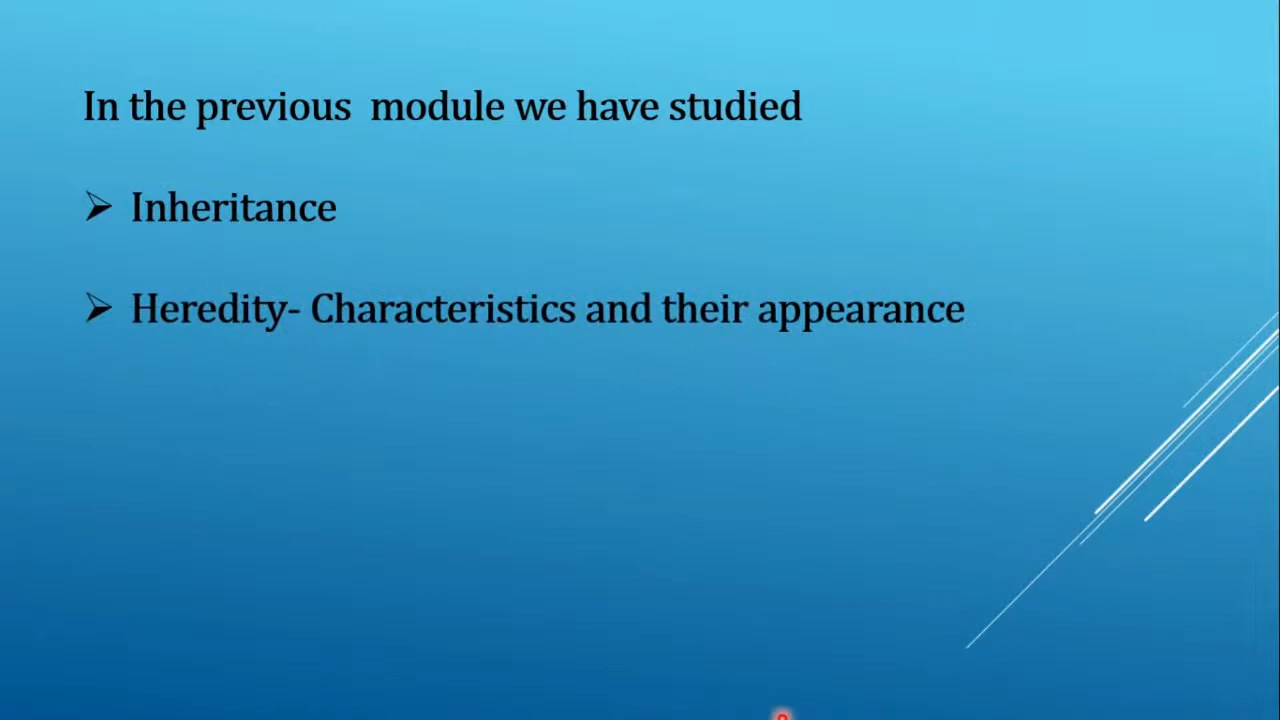 In the previous  module we have studied
➢ Inheritance
➢ Heredity- Characteristics and their appearance